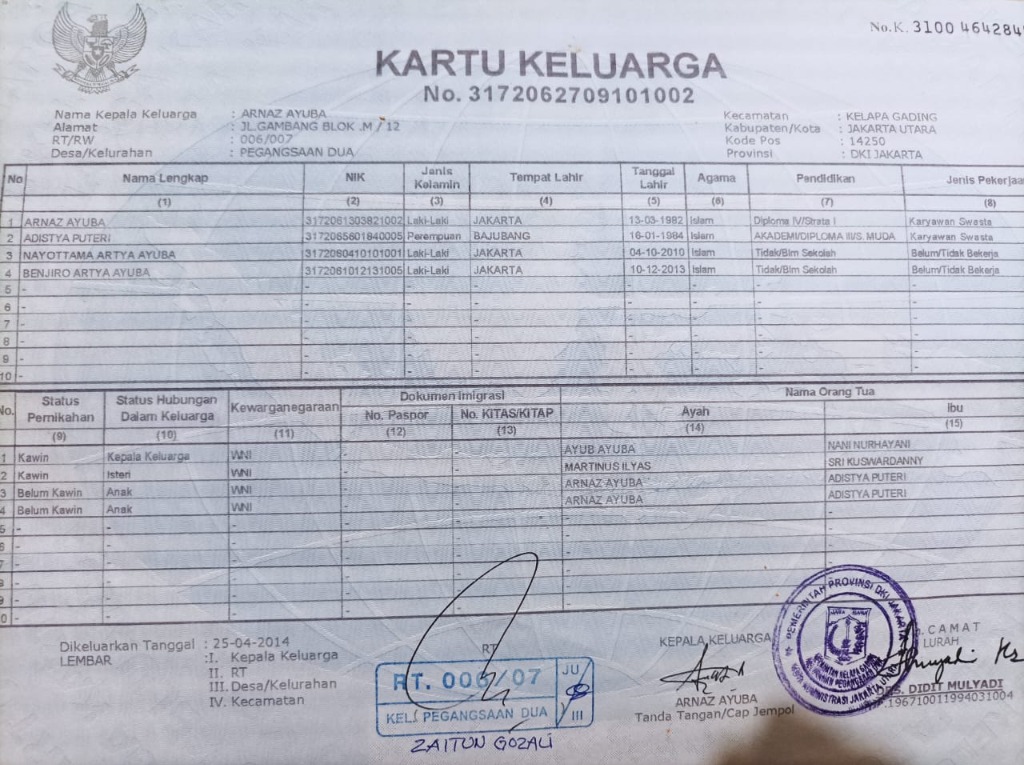 No.K. 3100 464284
KARTU KELUARGA
No. 3172062709101002
Nama Kepala Keluarga : ARNAZ AYUBA
Alamat : JL.GAMBANG BLOK .M / 12
RT/RW : 006/007
Desa/Kelurahan : PEGANGSAAN DUA
Kecamatan : KELAPA GADING
Kabupaten/Kota : JAKARTA UTARA
Kode Pos : 14250
Provinsi : DKI JAKARTA
No Nama Lengkap NIK Jenis Kelamin Tempat Lahir Tanggal Lahir Agama Pendidikan Jenis Pekerjaa
(1) (2) (3) (4) (5) (6) (7) (8)
1 ARNAZ AYUBA 3172061303821002 Laki-Laki JAKARTA 13-03-1982 Islam Diploma IV/Strata I Karyawan Swasta
2 ADISTYA PUTERI 3172065601840005 Perempuan BAJUBANG 16-01-1984 Islam AKADEMI/DIPLOMA III/S. MUDA Karyawan Swasta
3 NAYOTTAMA ARTYA AYUBA 3172060410101001 Laki-Laki JAKARTA 04-10-2010 Islam Tidak/Blm Sekolah Belum/Tidak Bekerja
4 BENJIRO ARTYA AYUBA 3172061012131005 Laki-Laki JAKARTA 10-12-2013 Islam Tidak/Blm Sekolah Belum/Tidak Bekerja
5 - - - - - - - -
6 - - - - - - - -
7 - - - - - - - -
8 - - - - - - - -
9 - - - - - - - -
10 - - - - - - - -
No. Status Pernikahan Status Hubungan Dalam Keluarga Kewarganegaraan Dokumen Imigrasi Nama Orang Tua
No. Paspor No. KITAS/KITAP Ayah Ibu
(9) (10) (11) (12) (13) (14) (15)
1 Kawin Kepala Keluarga WNI AYUB AYUBA NANI NURHAYANI
2 Kawin Isteri WNI MARTINUS ILYAS SRI KUSWARDANNY
3 Belum Kawin Anak WNI ARNAZ AYUBA ADISTYA PUTERI
4 Belum Kawin Anak WNI ARNAZ AYUBA ADISTYA PUTERI
5 - - - - - - -
6 - - - - - - -
- - - - - - -
8 - - - - - - -
9 - - - - - - -
0 - - - - - - -
Dikeluarkan Tanggal : 25-04-2014
LEMBAR : I. Kepala Keluarga
II. RT
III. Desa/Kelurahan
IV. Kecamatan
RT
RT. 006/07
KEL. PEGANGSAAN DUA
JU
III
ZAITUN GOZALI
KEPALA KELUARGA
ARNAZ AYUBA
Tanda Tangan/Cap Jempol
PEMERINTAH PROVINSI DKI JAKARTA
KECAMATAN KELAPA GADING
KOTA ADMINISTRASI JAKARTA UTARA
CAMAT
LURAH
DRS. DIDIT MULYADI
.196710011994031004